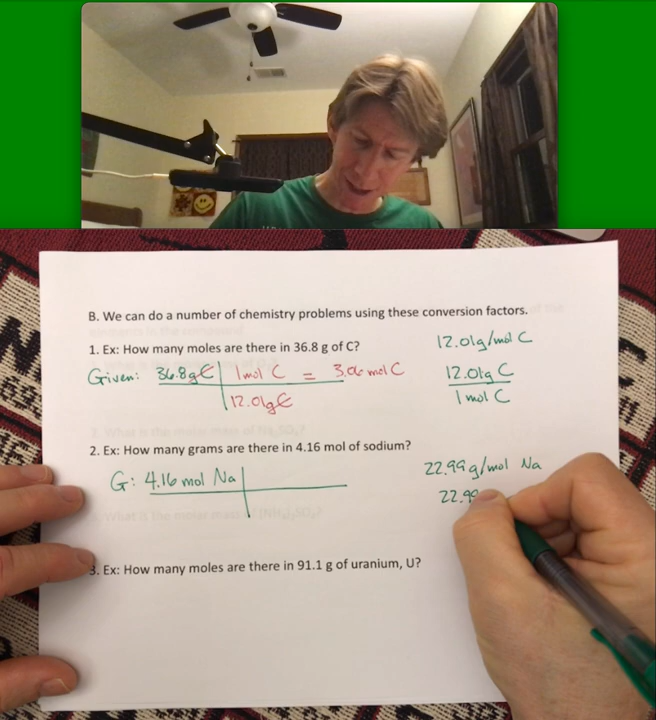 B. We can do a number of chemistry problems using these conversion factors.
12.01g/mol C
1. Ex: How many moles are there in 36.8 g of C?
Given: 36.8g C | 1mol C = 3.06 mol C
12.01g C
12.01g C
1 mol C
2. Ex: How many grams are there in 4.16 mol of sodium?
22.99 g/mol Na
G: 4.16 mol Na
22.99
3. Ex: How many moles are there in 91.1 g of uranium, U?